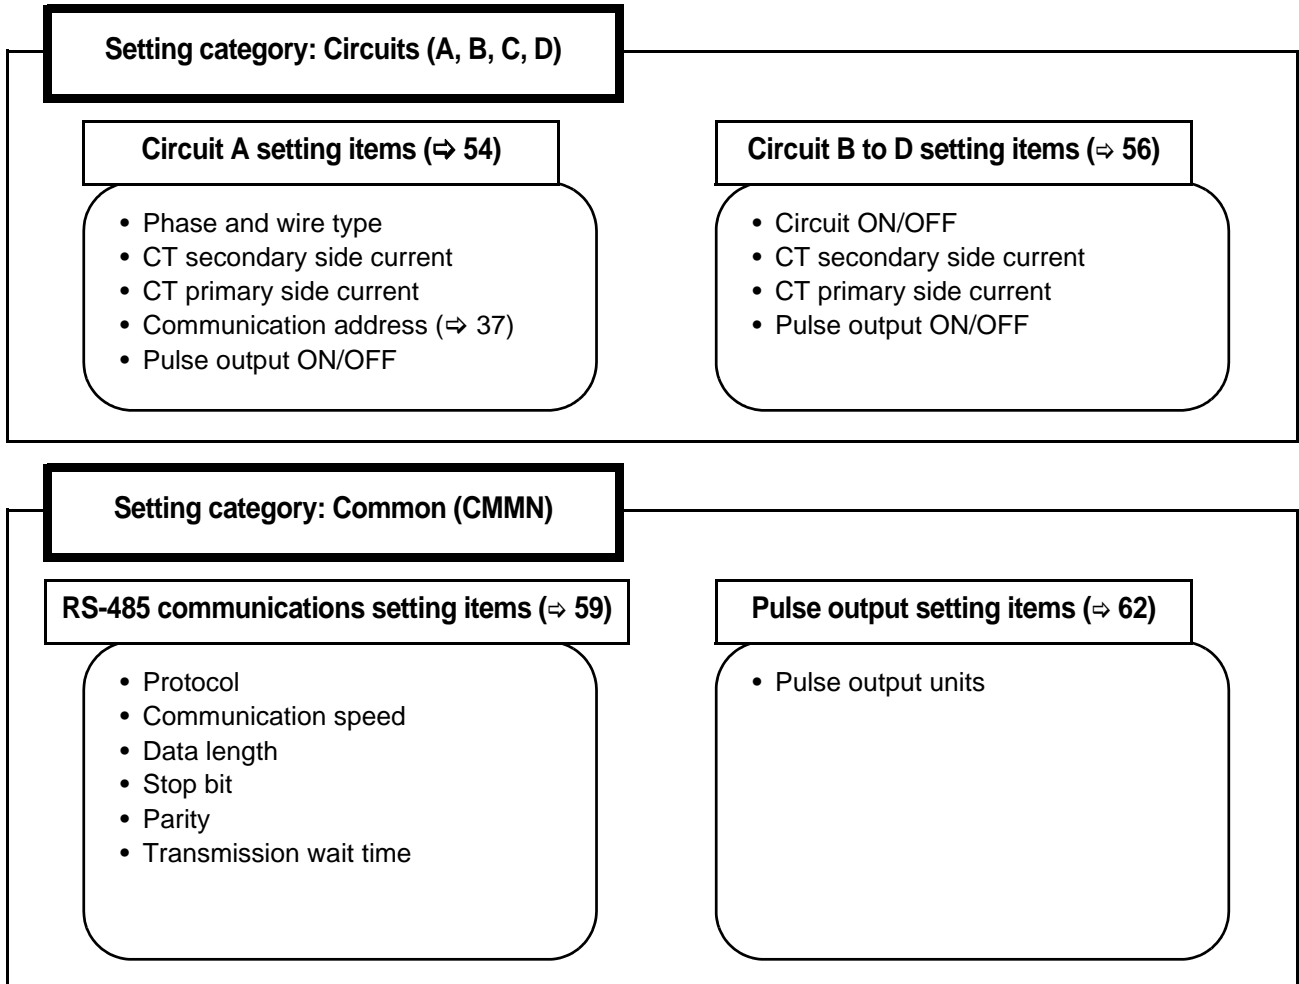 Setting category: Circuits (A, B, C, D)
Circuit A setting items (⇨ 54)
• Phase and wire type
• CT secondary side current
• CT primary side current
• Communication address (⇨ 37)
• Pulse output ON/OFF
Circuit B to D setting items (⇨ 56)
• Circuit ON/OFF
• CT secondary side current
• CT primary side current
• Pulse output ON/OFF
Setting category: Common (CMMN)
RS-485 communications setting items (⇨ 59)
• Protocol
• Communication speed
• Data length
• Stop bit
• Parity
• Transmission wait time
Pulse output setting items (⇨ 62)
• Pulse output units